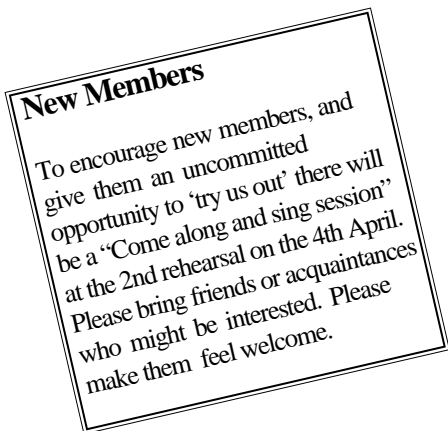 New Members
To encourage new members, and
give them an uncommitted
opportunity to ‘try us out’ there will
be a “Come along and sing session”
at the 2nd rehearsal on the 4th April.
Please bring friends or acquaintances
who might be interested. Please
make them feel welcome.